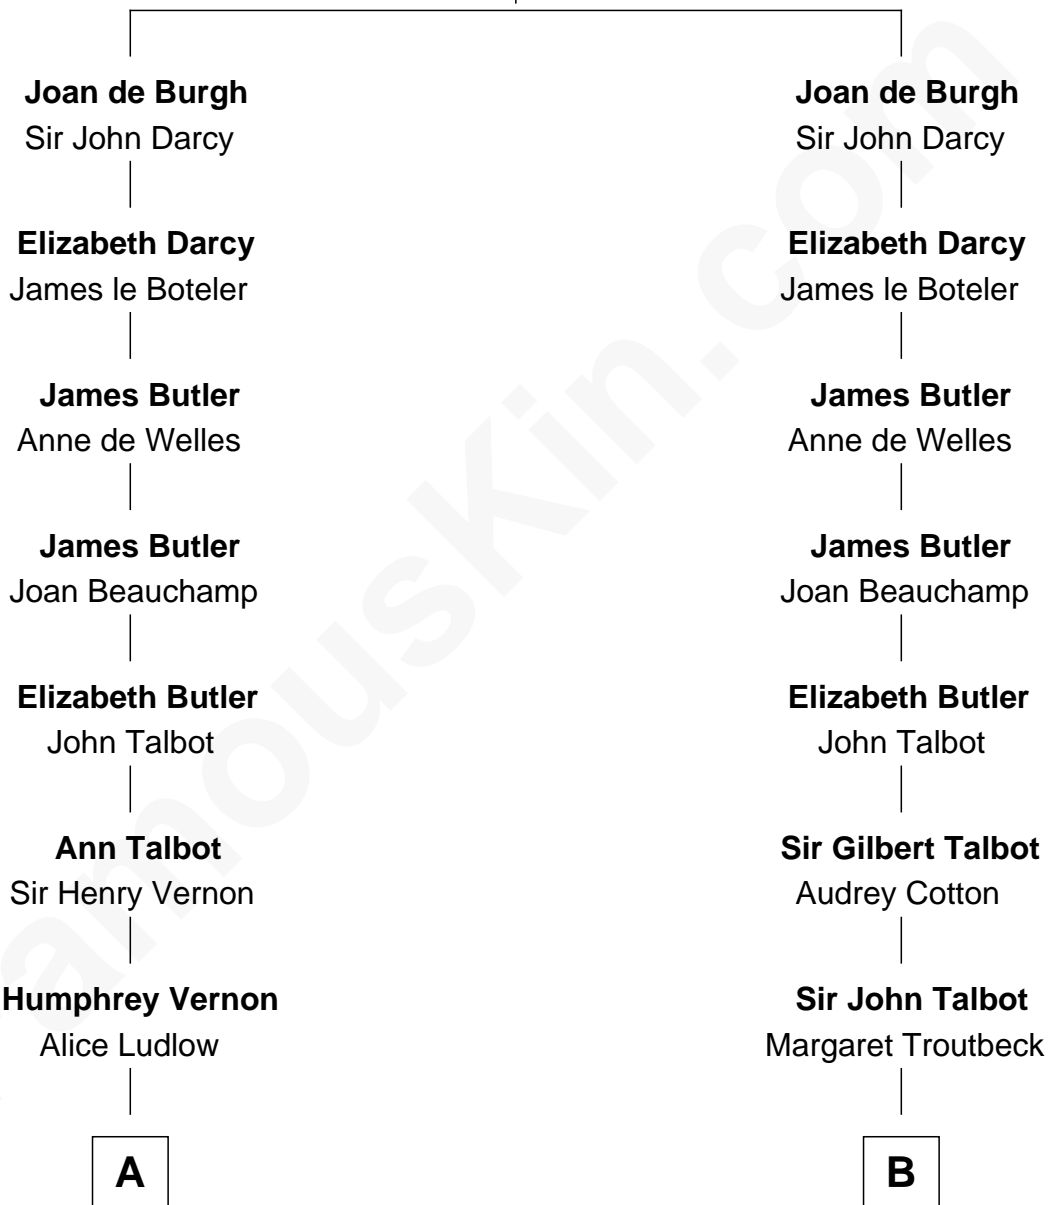 Joan de Burgh
Sir John Darcy
Elizabeth Darcy
James le Boteler
James Butler
Anne de Welles
James Butler
Joan Beauchamp
Elizabeth Butler
John Talbot
Ann Talbot
Sir Henry Vernon
Humphrey Vernon
Alice Ludlow
A
Joan de Burgh
Sir John Darcy
Elizabeth Darcy
James le Boteler
James Butler
Anne de Welles
James Butler
Joan Beauchamp
Elizabeth Butler
John Talbot
Sir Gilbert Talbot
Audrey Cotton
Sir John Talbot
Margaret Troutbeck
B
amouskin.com